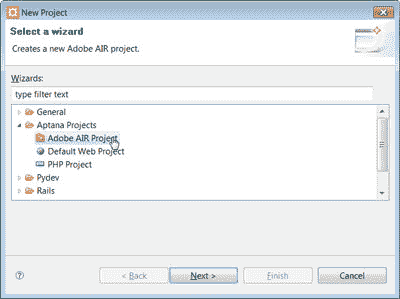 New Project
Select a wizard
Creates a new Adobe AIR project.
Wizards:
type filter text
General
Aptana Projects
Adobe AIR Project
Default Web Project
PHP Project
Pydev
Rails
?
< Back
Next >
Finish
Cancel